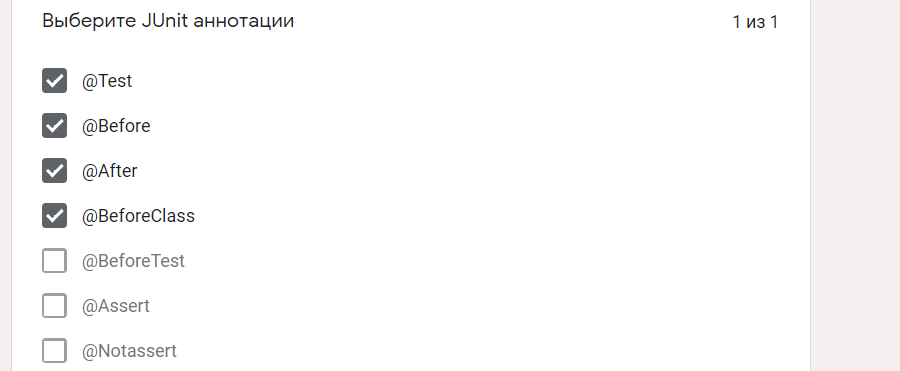 Выберите JUnit аннотации
1 из 1
@Test
@Before
@After
@BeforeClass
@BeforeTest
@Assert
@Notassert